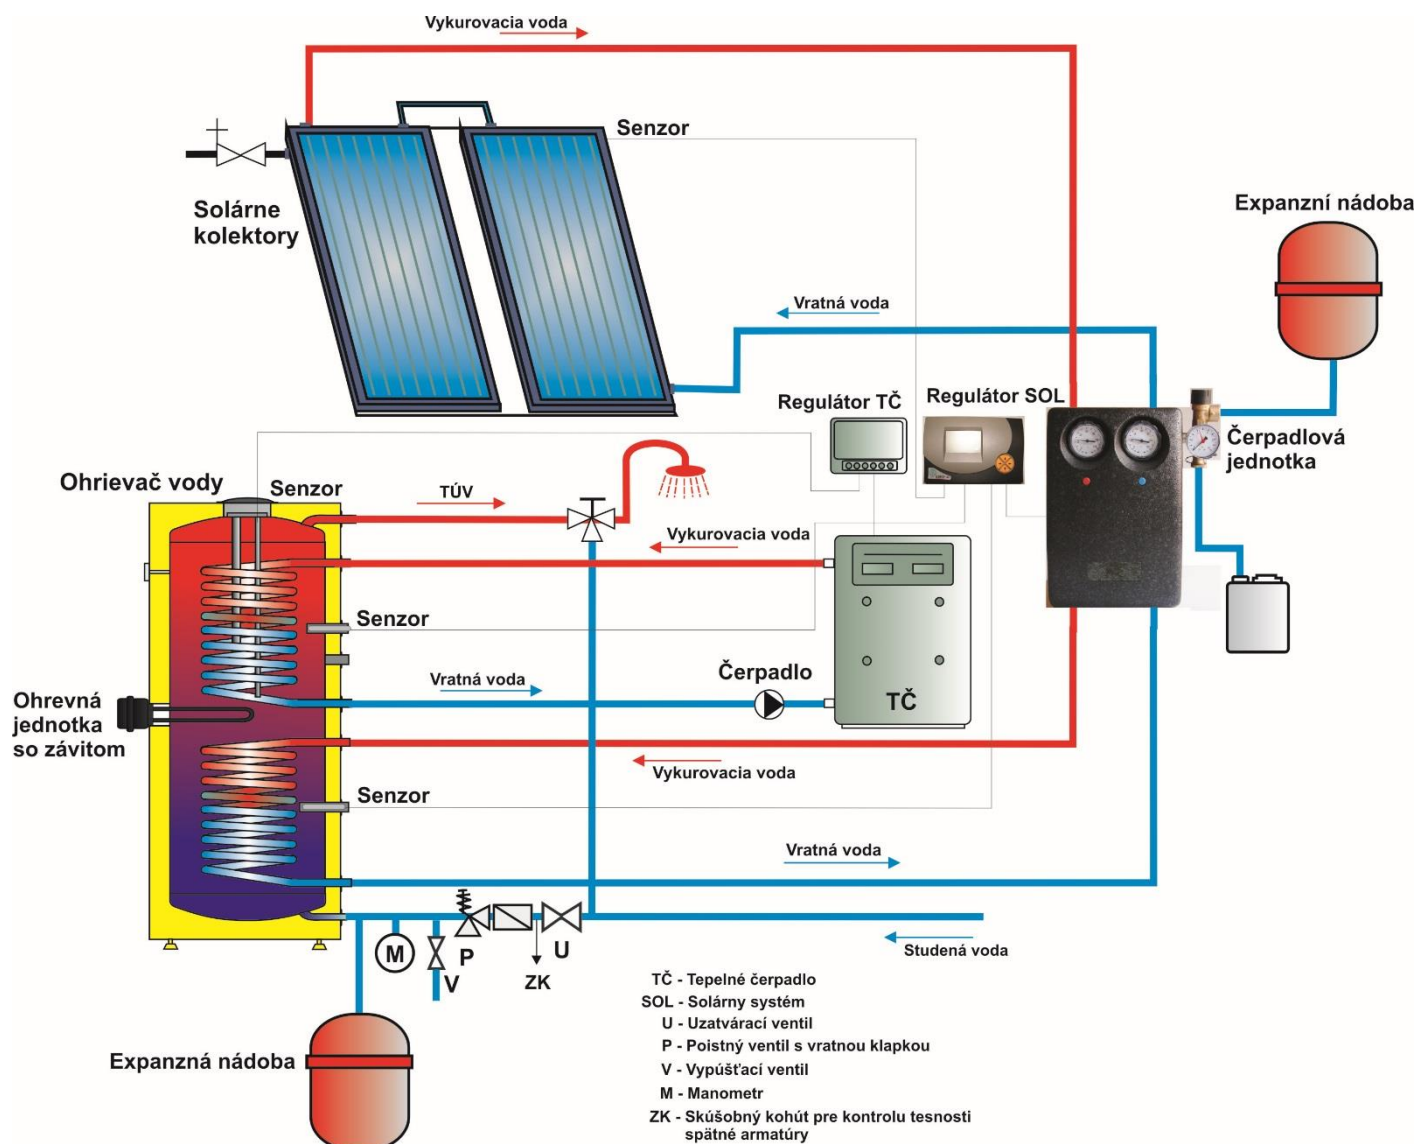 Vykurovacia voda
Senzor
Solárne
kolektory
Expanzní nádoba
Vratná voda
Regulátor TČ
Regulátor SOL
Čerpadlová
jednotka
Ohrievač vody
Senzor
TÚV
Vykurovacia voda
Senzor
Vratná voda
Čerpadlo
TČ
Ohrevná
jednotka
so závitom
Vykurovacia voda
Senzor
Vratná voda
Studená voda
M
V
P
ZK
U
Expanzná nádoba
TČ - Tepelné čerpadlo
SOL - Solárny systém
U - Uzatvárací ventil
P - Poistný ventil s vratnou klapkou
V - Vypúšťací ventil
M - Manometr
ZK - Skúšobný kohút pre kontrolu tesnosti
spätné armatúry